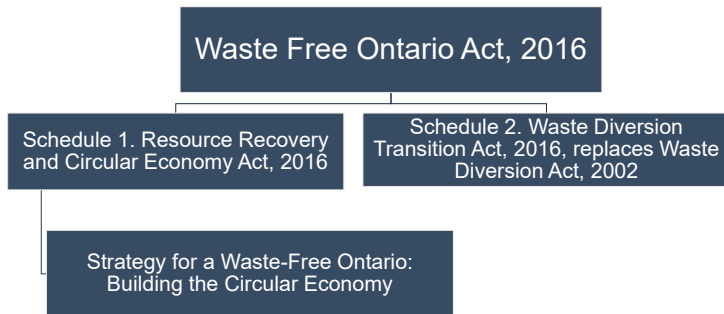 Waste Free Ontario Act, 2016
Schedule 1. Resource Recovery
and Circular Economy Act, 2016
Schedule 2. Waste Diversion
Transition Act, 2016, replaces Waste
Diversion Act, 2002
Strategy for a Waste-Free Ontario:
Building the Circular Economy